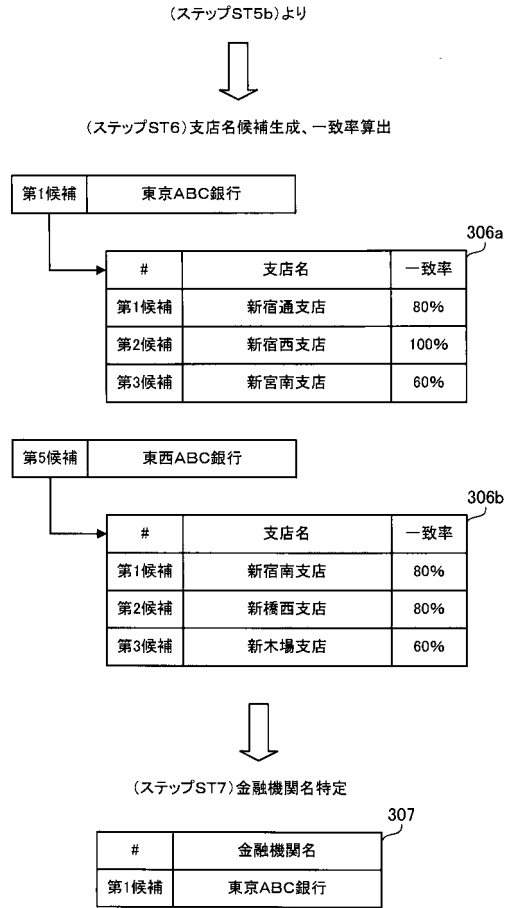 (ステップST5b)より
(ステップST6)支店名候補生成、一致率算出
第1候補 東京ABC銀行
306a
# 支店名 一致率
第1候補 新宿通支店 80%
第2候補 新宿西支店 100%
第3候補 新宮南支店 60%
第5候補 東西ABC銀行
306b
# 支店名 一致率
第1候補 新宿南支店 80%
第2候補 新橋西支店 80%
第3候補 新木場支店 60%
(ステップST7)金融機関名特定
307
# 金融機関名
第1候補 東京ABC銀行